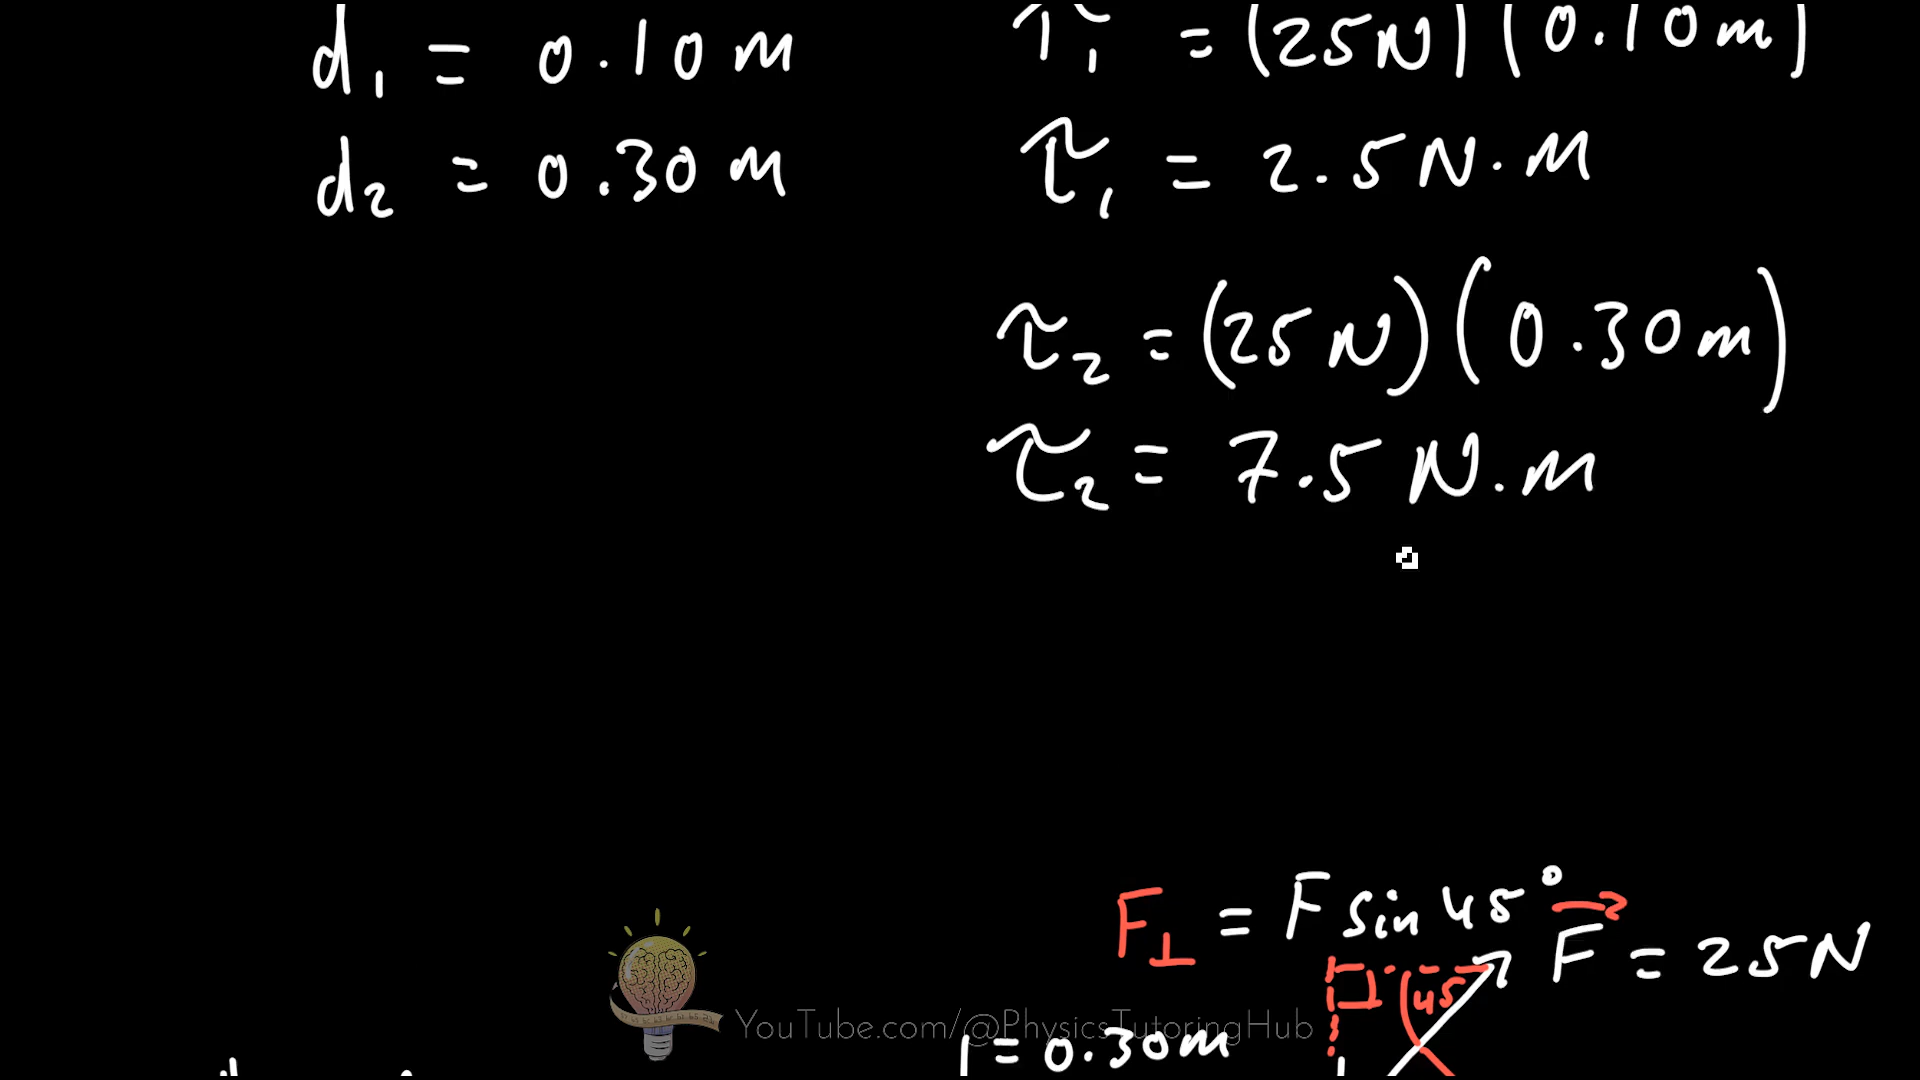 d₁ = 0.10 m
d₂ = 0.30 m
τ₁ = (25N)(0.10m)
τ₁ = 2.5 N·m
τ₂ = (25N)(0.30m)
τ₂ = 7.5 N·m
F⊥ = F sin 45°
F = 25N
45
= 0.30m
YouTube.com/@PhysicsTutoringHub